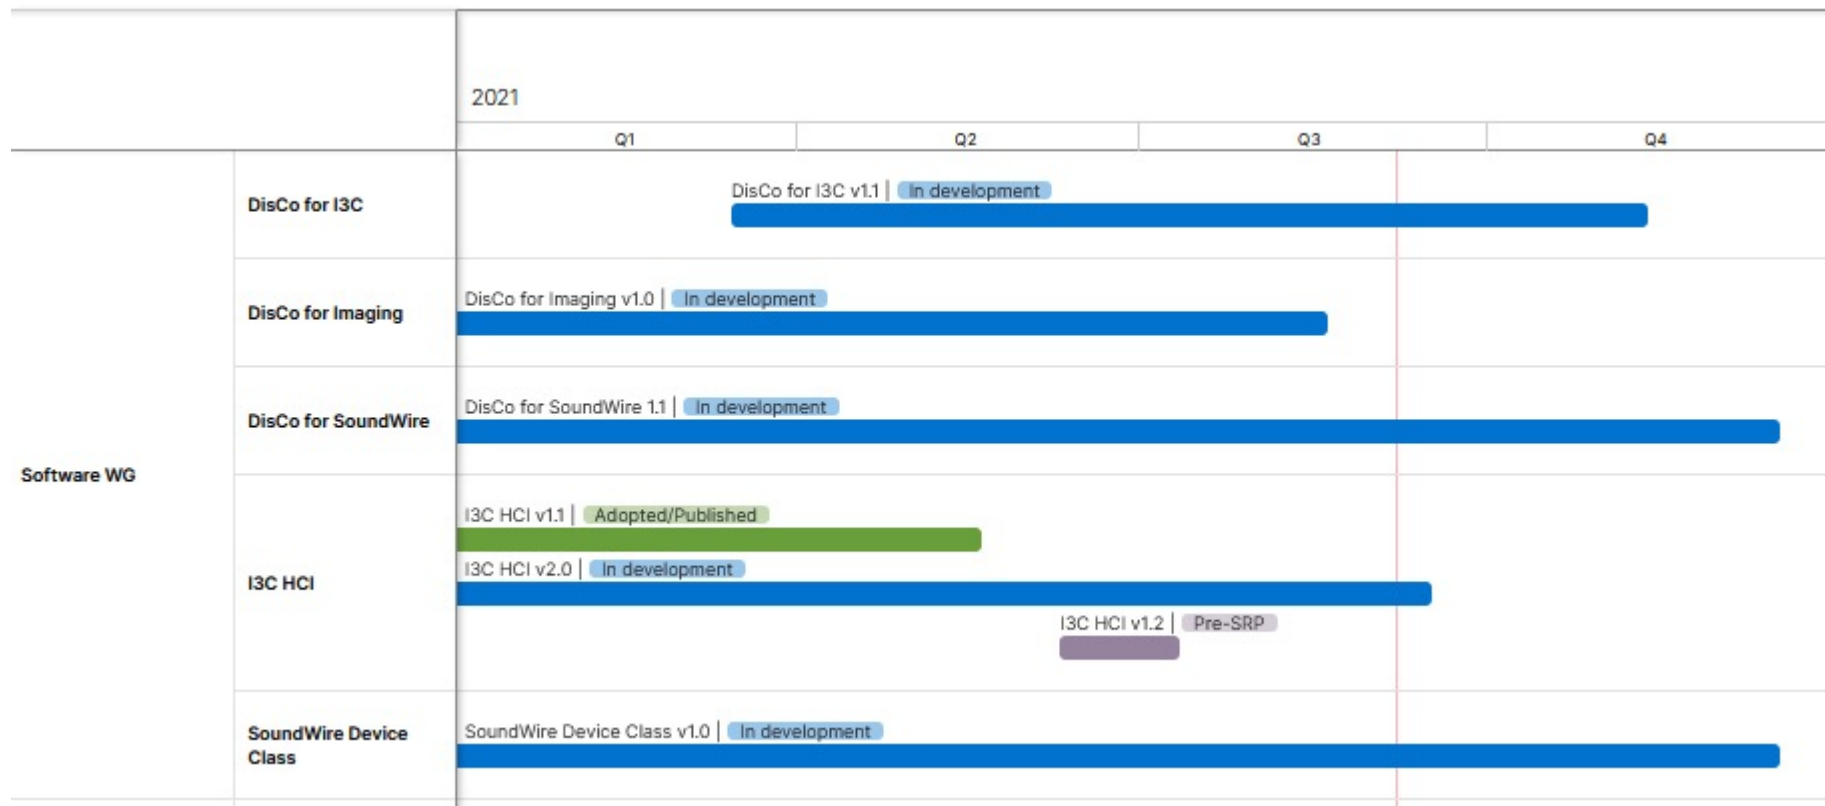 2021
Q1 Q2 Q3 Q4
Software WG
DisCo for I3C
DisCo for I3C v1.1 | In development
DisCo for Imaging
DisCo for Imaging v1.0 | In development
DisCo for SoundWire
DisCo for SoundWire 1.1 | In development
I3C HCI
I3C HCI v1.1 | Adopted/Published
I3C HCI v2.0 | In development
I3C HCI v1.2 | Pre-SRP
SoundWire Device
Class
SoundWire Device Class v1.0 | In development